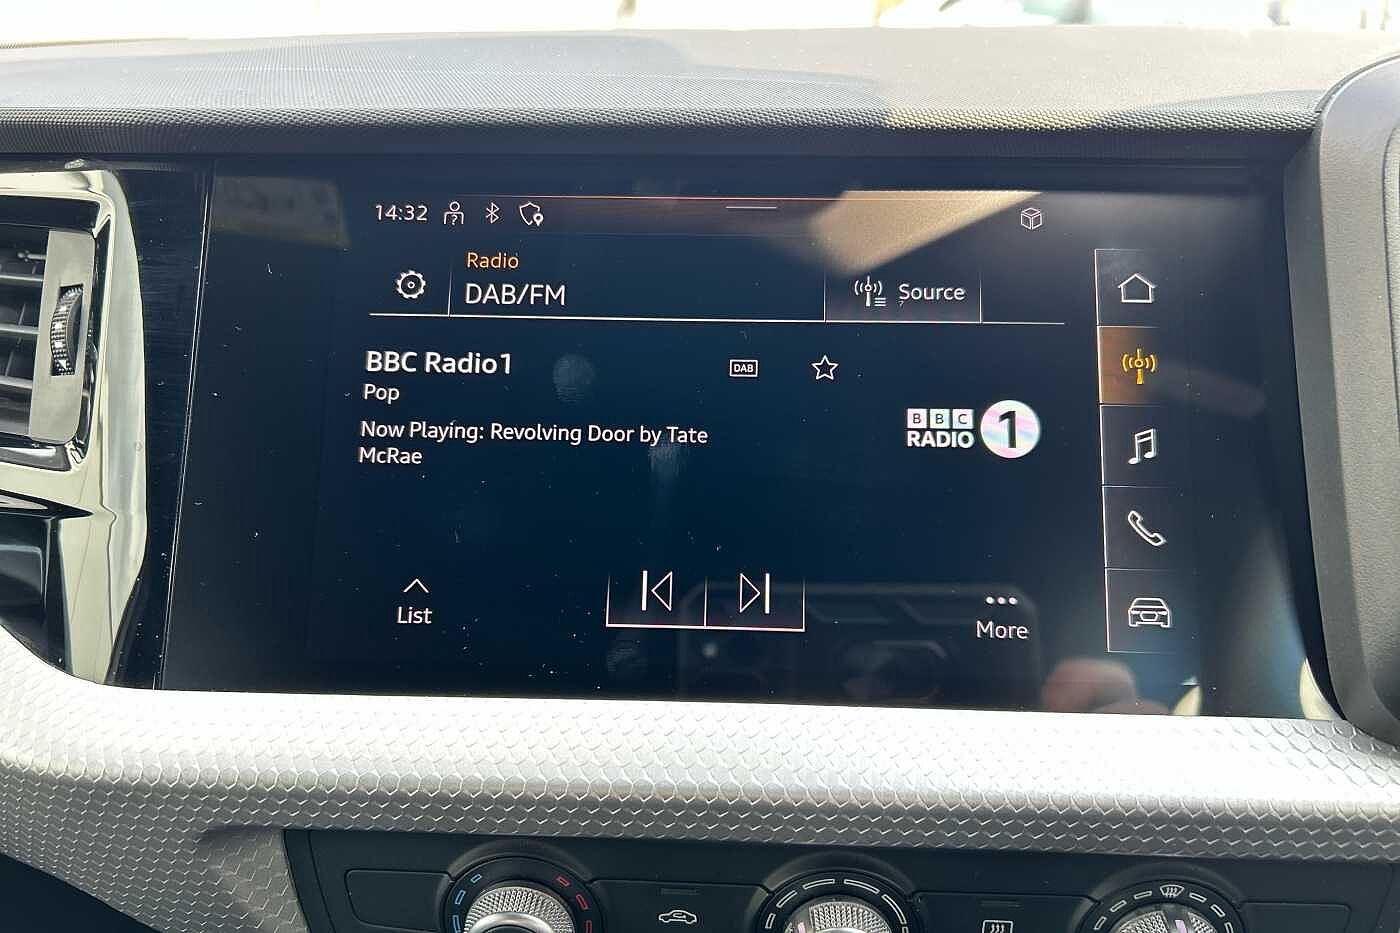 14:32
Radio
DAB/FM
Source
BBC Radio1
DAB
Pop
Now Playing: Revolving Door by Tate
McRae
BBC
RADIO 1
List
More